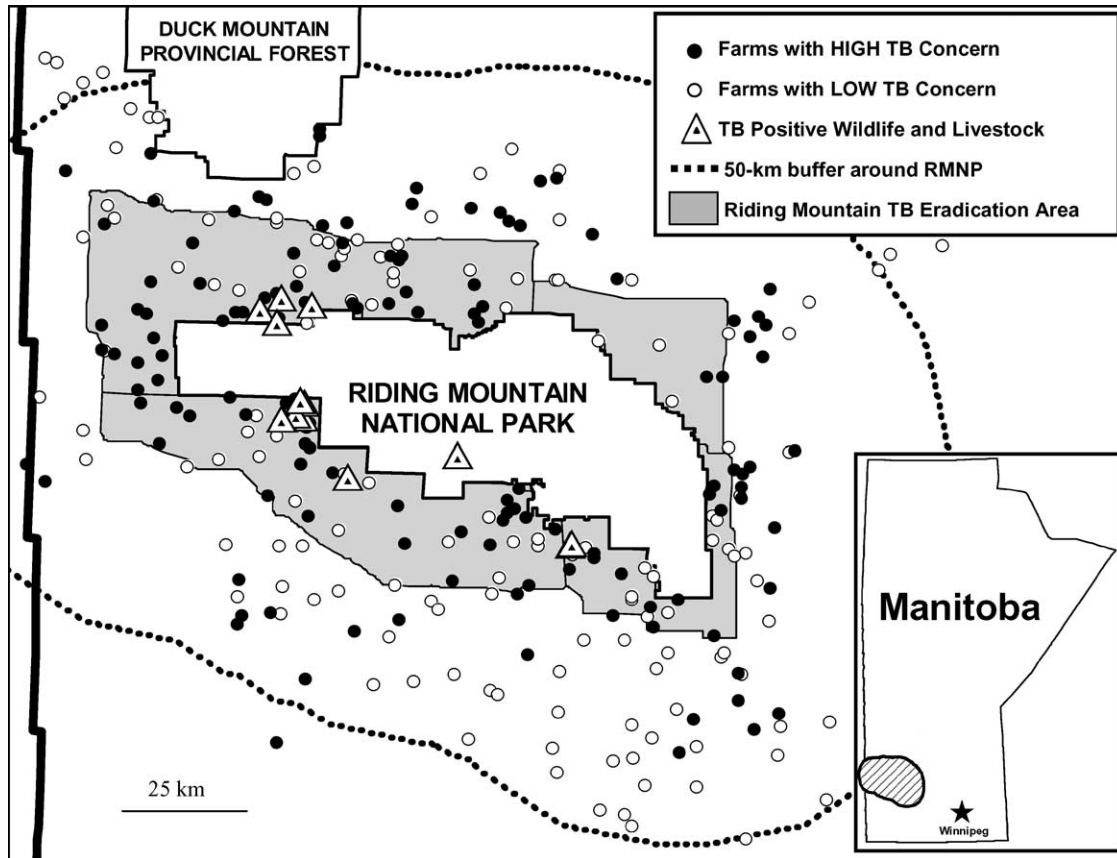 DUCK MOUNTAIN
PROVINCIAL FOREST
Farms with HIGH TB Concern
Farms with LOW TB Concern
TB Positive Wildlife and Livestock
50-km buffer around RMNP
Riding Mountain TB Eradication Area
RIDING MOUNTAIN
NATIONAL PARK
Manitoba
Winnipeg
25 km